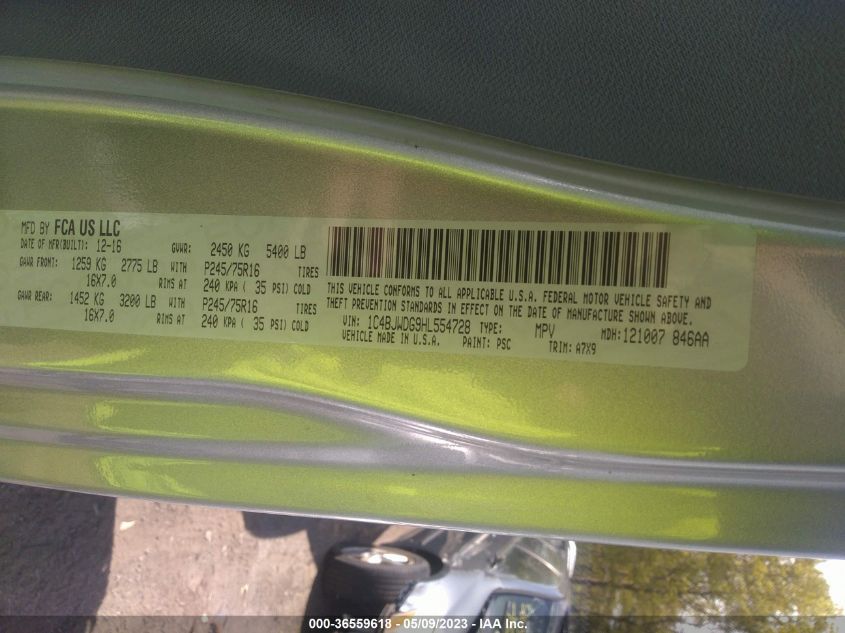 MFD BY FCA US LLC
DATE OF MFR(BUILT): 12-16 GVWR: 2450 KG 5400 LB
GAWR FRONT: 1259 KG 2775 LB WITH P245/75R16 TIRES
16X7.0 RIMS AT 240 KPA ( 35 PSI) COLD
GAWR REAR: 1452 KG 3200 LB WITH P245/75R16 TIRES
16X7.0 RIMS AT 240 KPA ( 35 PSI) COLD
THIS VEHICLE CONFORMS TO ALL APPLICABLE U.S.A. FEDERAL MOTOR VEHICLE SAFETY AND
THEFT PREVENTION STANDARDS IN EFFECT ON THE DATE OF MANUFACTURE SHOWN ABOVE.
VIN: 1C4BJWDG9HL554728 TYPE: MPV MDH: 121007 846AA
VEHICLE MADE IN U.S.A. PAINT: PSC TRIM: A7X9
000-36559618 - 05/09/2023 - IAA Inc.